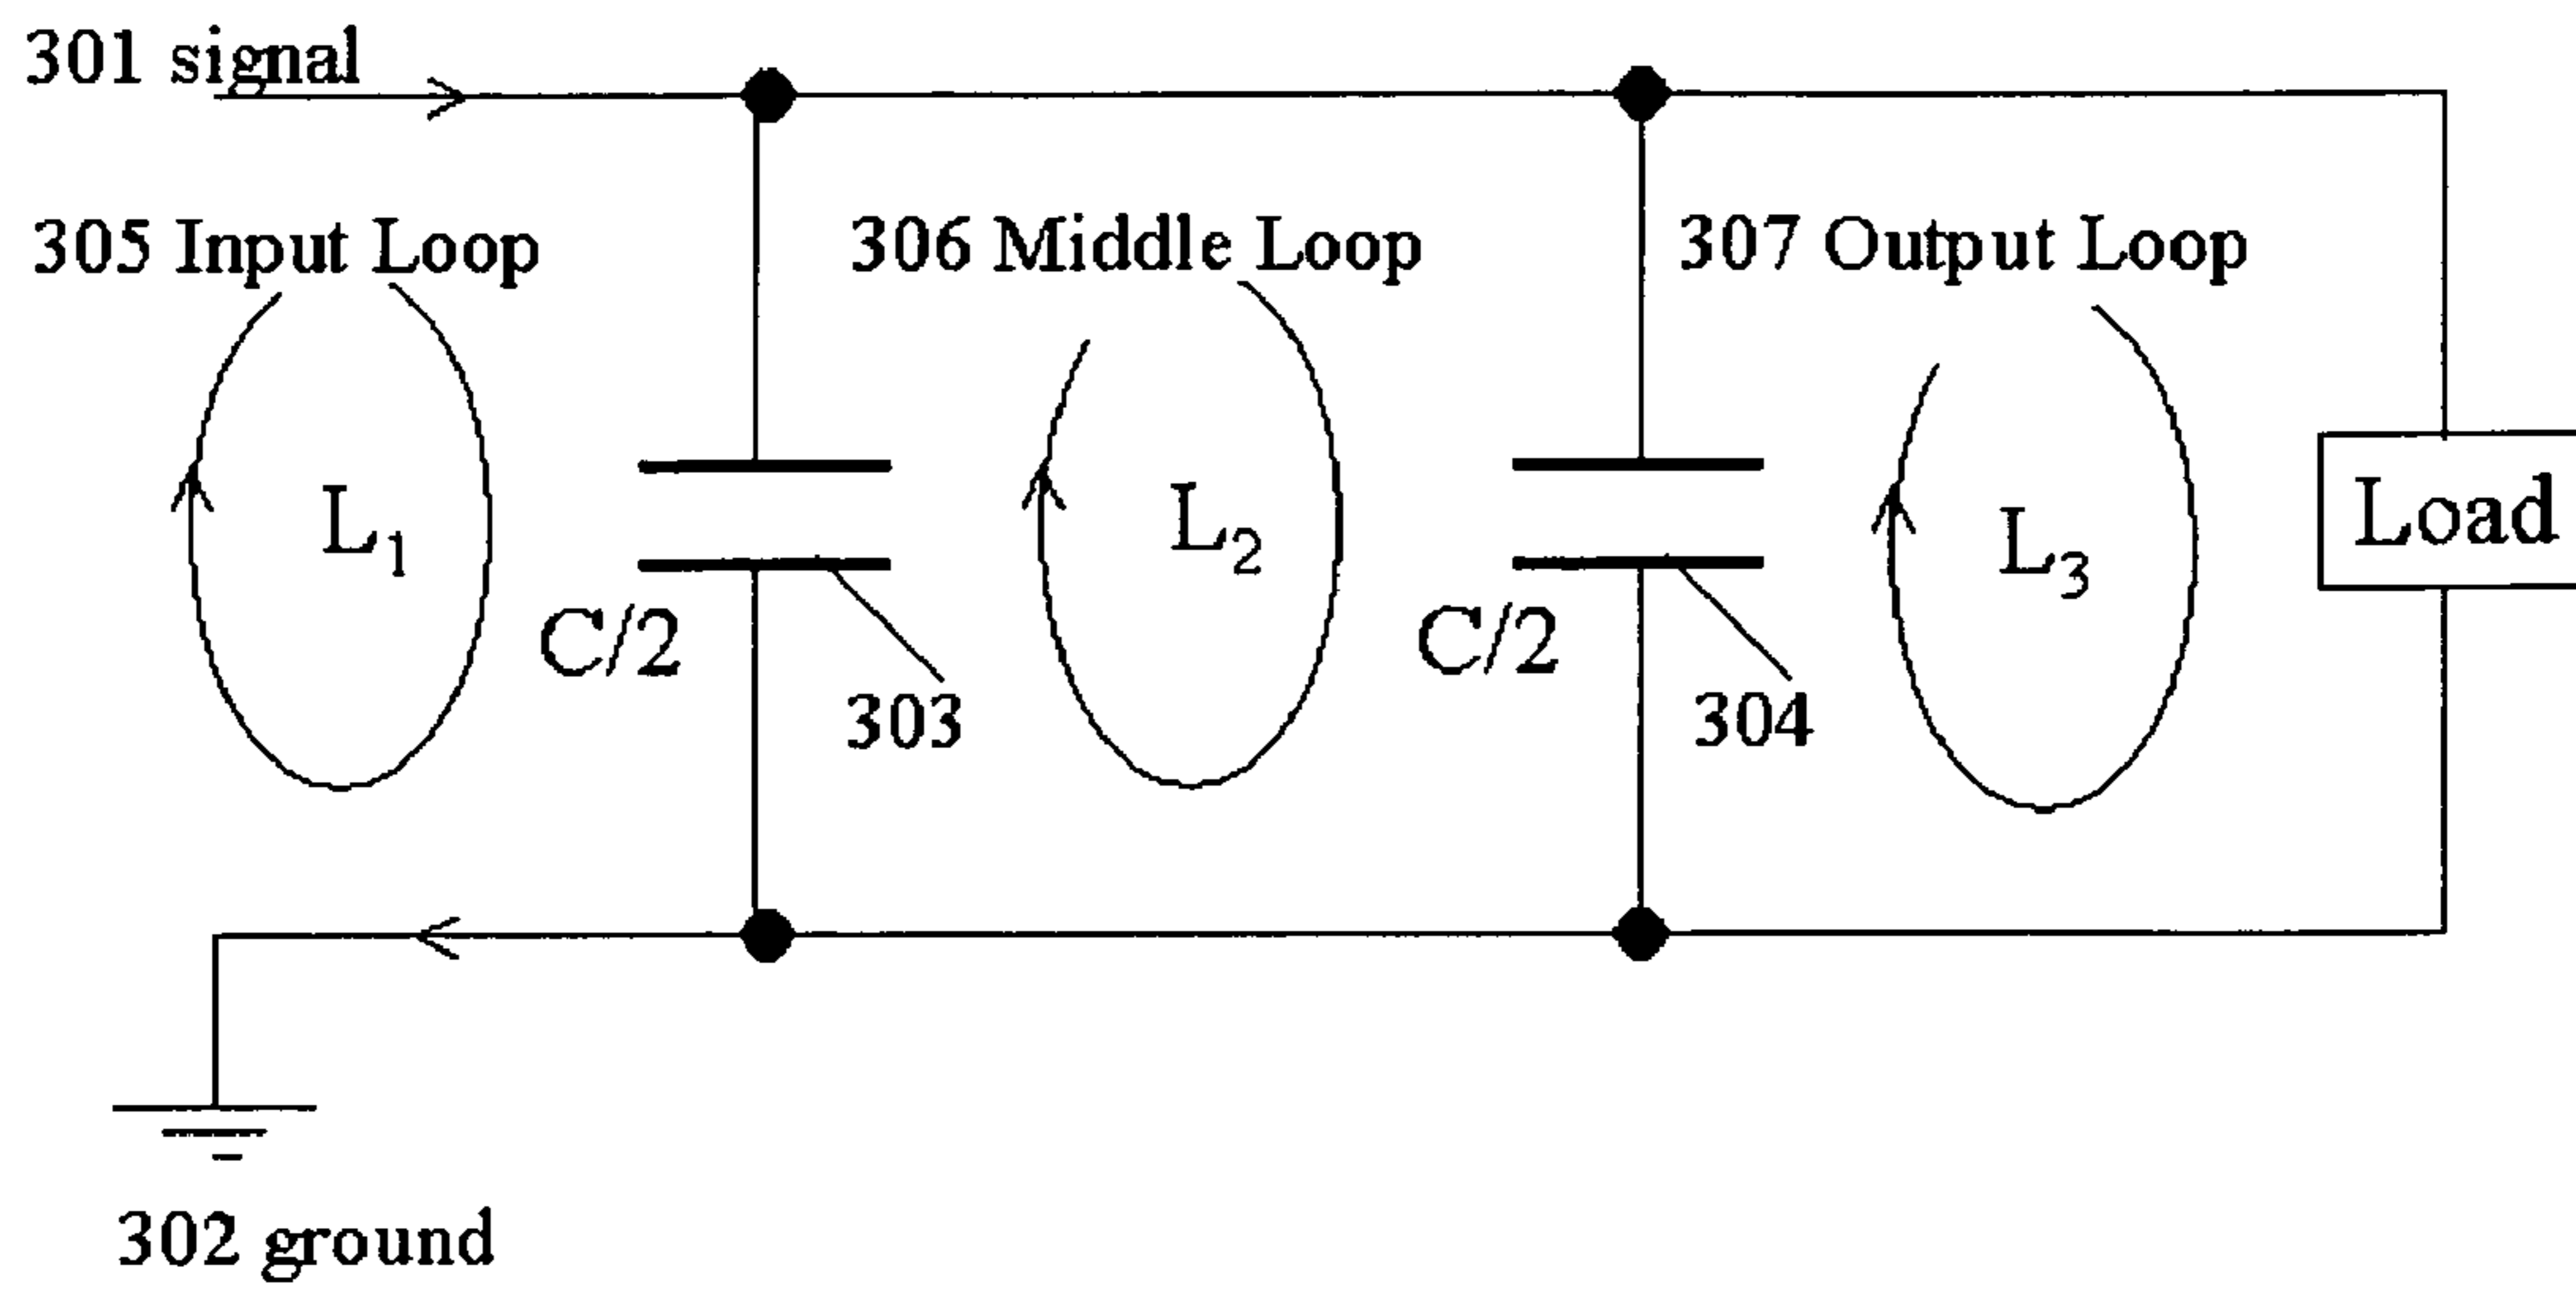 301 signal
305 Input Loop
306 Middle Loop
307 Output Loop
L1
L2
L3
Load
C/2
C/2
303
304
302 ground